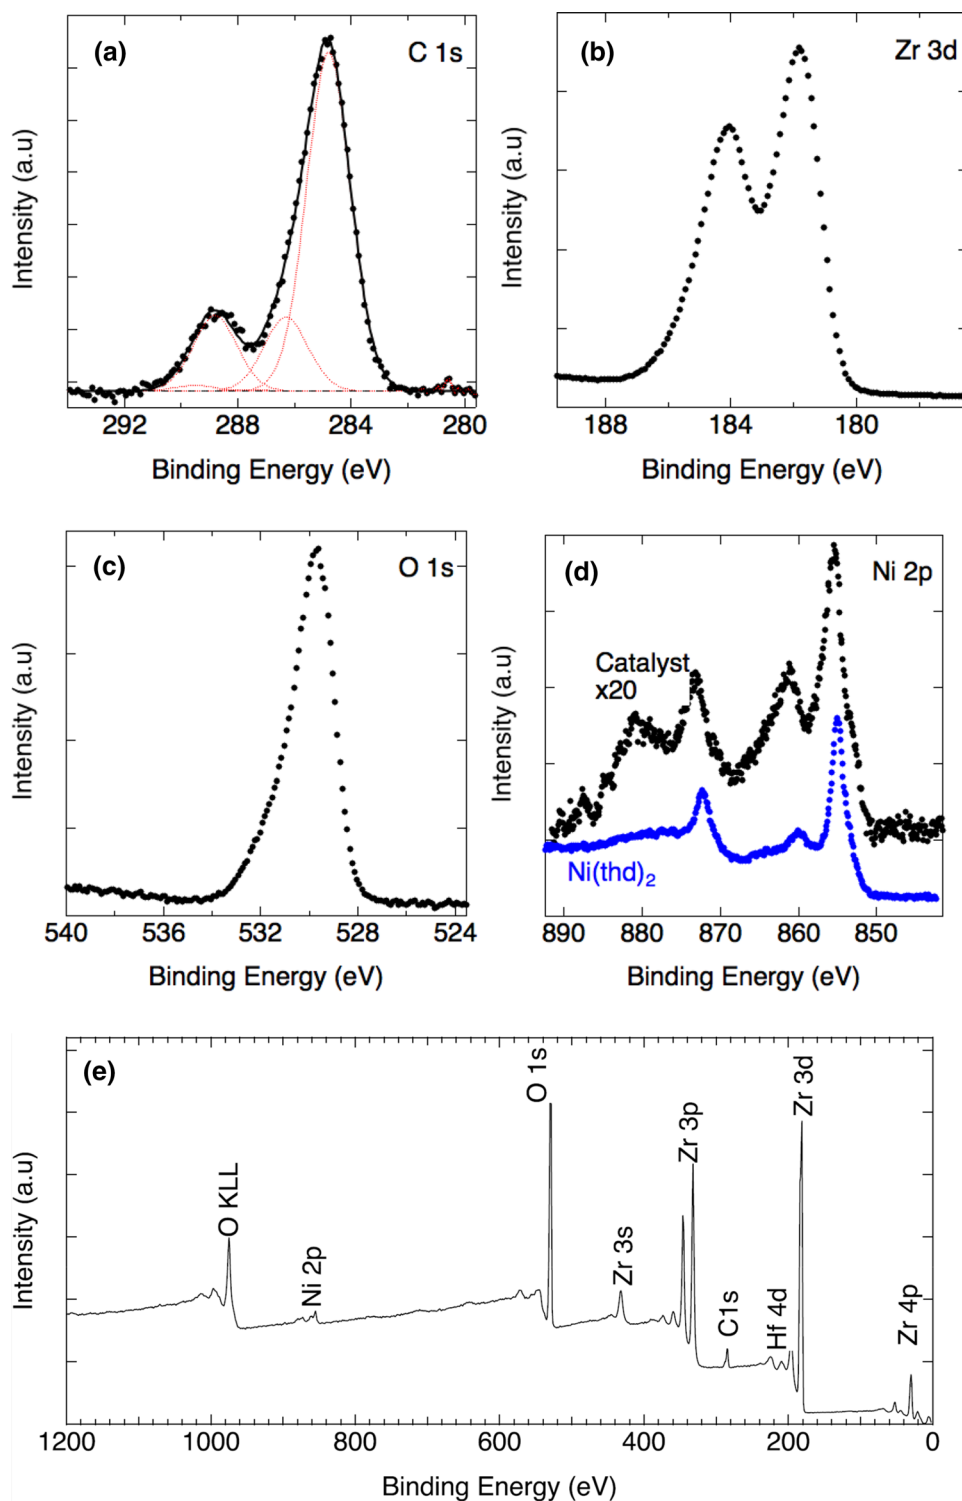 (a)
C 1s
Intensity (a.u)
292 288 284 280
Binding Energy (eV)
(b)
Zr 3d
Intensity (a.u)
188 184 180
Binding Energy (eV)
(c)
O 1s
Intensity (a.u)
540 536 532 528 524
Binding Energy (eV)
(d)
Ni 2p
Catalyst
x20
Ni(thd)2
Intensity (a.u)
890 880 870 860 850
Binding Energy (eV)
(e)
Intensity (a.u)
O KLL
Ni 2p
O 1s
Zr 3s
Zr 3p
C1s
Hf 4d
Zr 3d
Zr 4p
1200 1000 800 600 400 200 0
Binding Energy (eV)